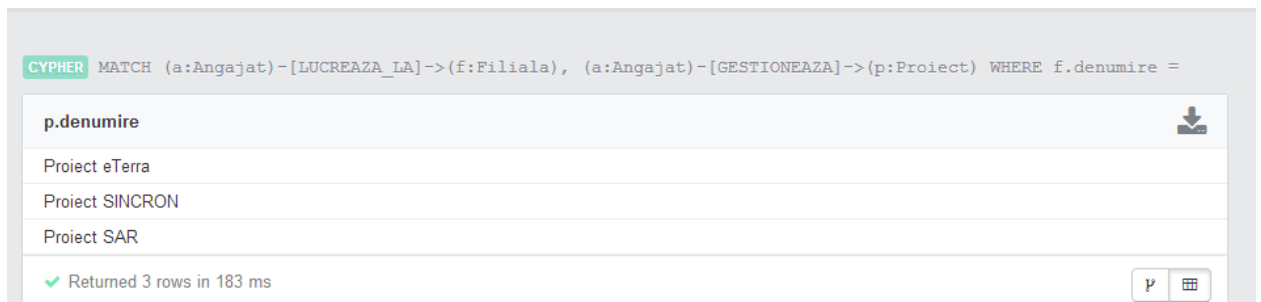 CYPHER MATCH (a:Angajat)-[LUCREAZA_LA]->(f:Filiala), (a:Angajat)-[GESTIONEAZA]->(p:Proiect) WHERE f.denumire =
p.denumire
Proiect eTerra
Proiect SINCRON
Proiect SAR
Returned 3 rows in 183 ms